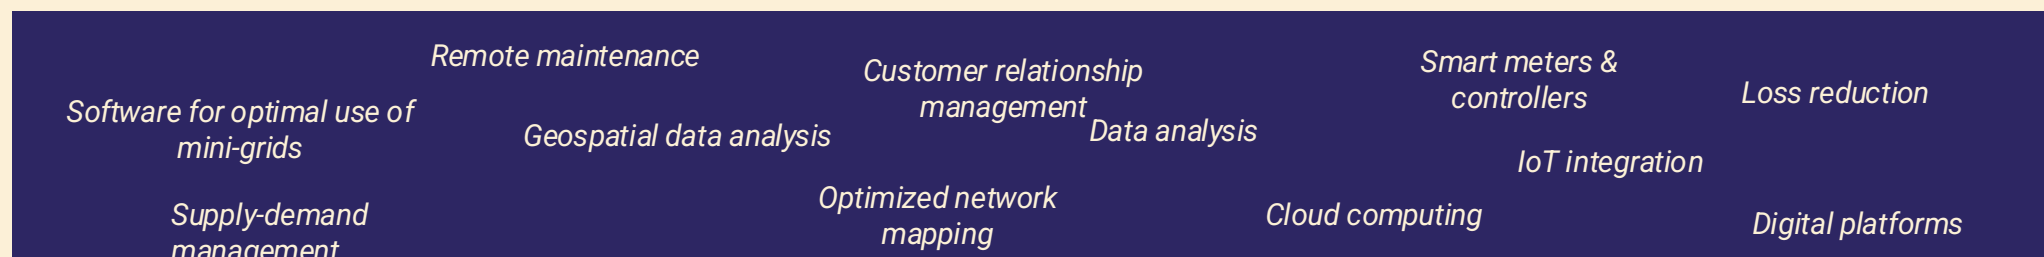 Remote maintenance
Customer relationship
management
Smart meters &
controllers
Loss reduction
Software for optimal use of
mini-grids
Geospatial data analysis
Data analysis
IoT integration
Supply-demand
management
Optimized network
mapping
Cloud computing
Digital platforms